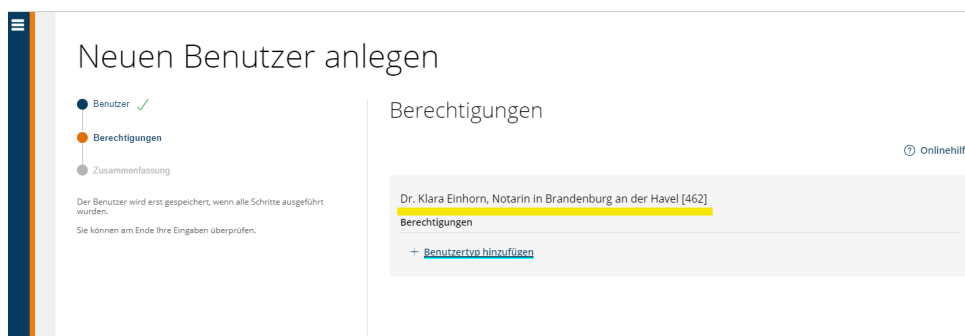 Neuen Benutzer anlegen
Benutzer
Berechtigungen
Zusammenfassung
Der Benutzer wird erst gespeichert, wenn alle Schritte ausgeführt
wurden.
Sie können am Ende Ihre Eingaben überprüfen.
Berechtigungen
Onlinehilf
Dr. Klara Einhorn, Notarin in Brandenburg an der Havel [462]
Berechtigungen
+ Benutzertyp hinzufügen